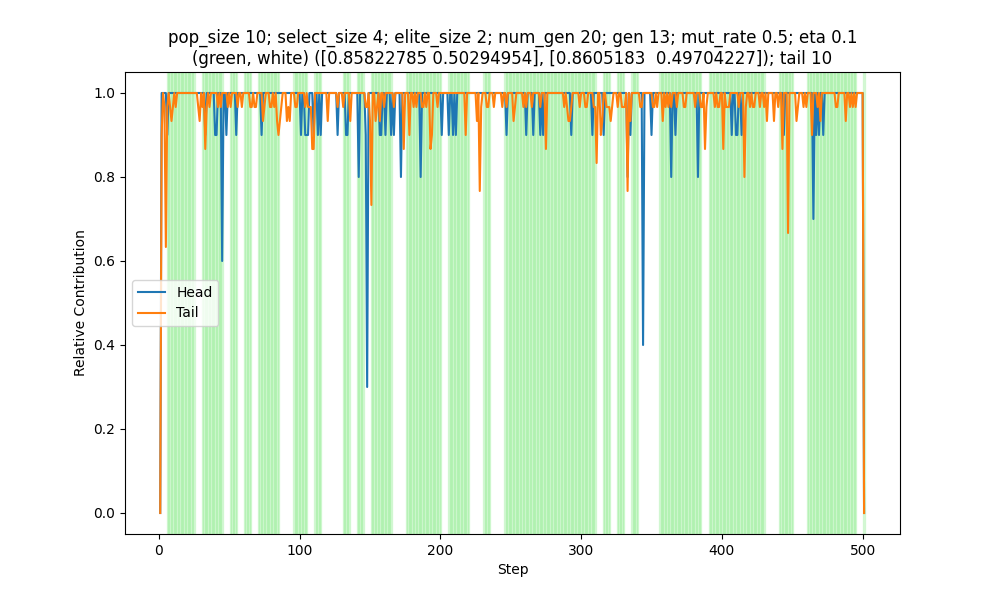 pop_size 10; select_size 4; elite_size 2; num_gen 20; gen 13; mut_rate 0.5; eta 0.1
(green, white) ([0.85822785 0.50294954], [0.8605183  0.49704227]); tail 10
1.0
0.8
0.6
0.4
0.2
0.0
Relative Contribution
Head
Tail
0
100
200
300
400
500
Step